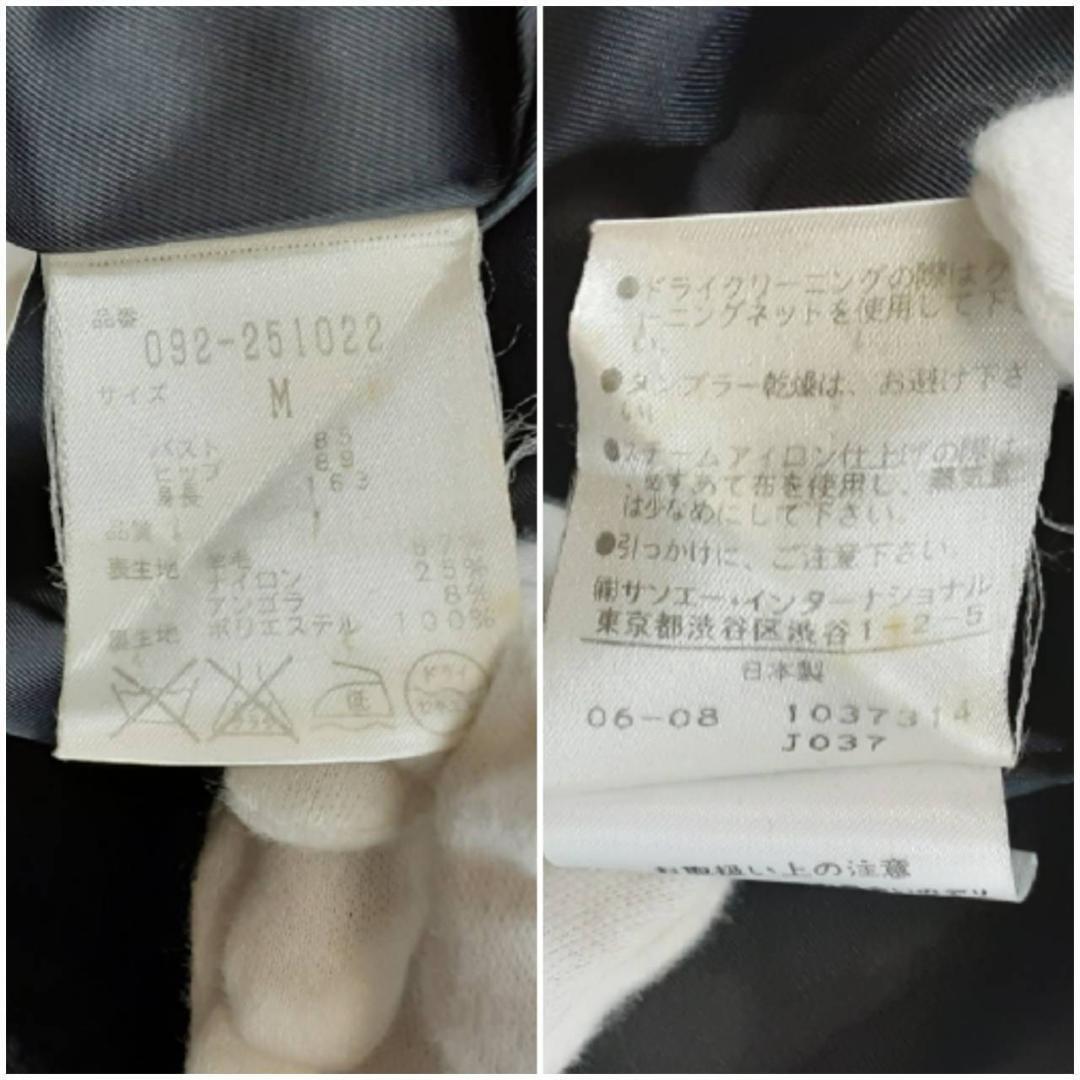 品番
092-251022
サイズ M
バスト 85
ヒップ 89
身長 163
品質
表生地 羊毛 67%
ナイロン 25%
アンゴラ 8%
裏生地 ポリエステル 100%
ドライ
セキユ系
●ドライクリーニングの際はク
ーニングネットを使用して下さ
い。
●タンブラー乾燥は、お避け下さ
い。
●スチームアイロン仕上げの際は
、必ずあて布を使用し、蒸気量
は少なめにして下さい。
●引っかけに、ご注意下さい。
㈱サンエー・インターナショナル
東京都渋谷区渋谷1-2-5
日本製
06-08 1037314
J037
お取扱い上の注意